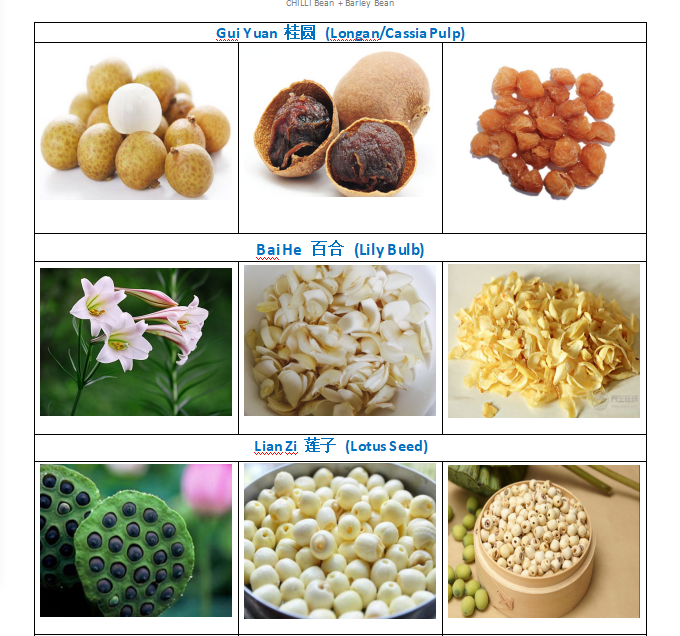 CHILLI Bean + Barley Bean
Gui Yuan 桂圆 (Longan/Cassia Pulp)
Bai He 百合 (Lily Bulb)
Lian Zi 莲子 (Lotus Seed)